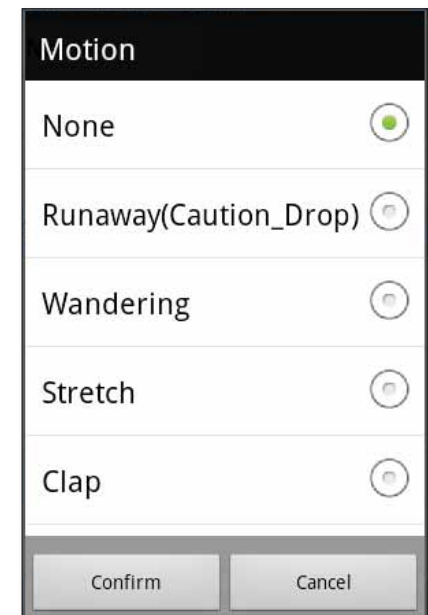 Motion
None
Runaway(Caution_Drop)
Wandering
Stretch
Clap
Confirm Cancel